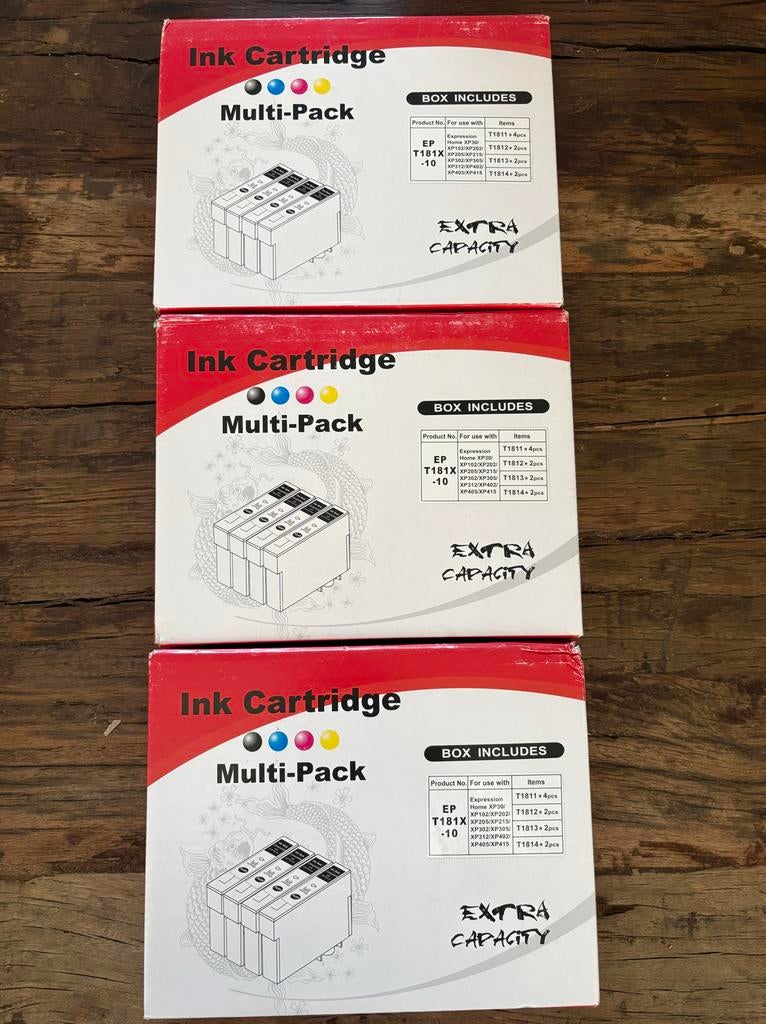 Ink Cartridge
Multi-Pack
BOX INCLUDES
Product No. For use with Items
EP
T181X
-10
Expression
Home XP30/
XP102/XP202/
XP205/XP215/
XP302/XP305/
XP312/XP402/
XP405/XP415
T1811*4pcs
T1812*2pcs
T1813*2pcs
T1814*2pcs
EXTRA
CAPACITY
Ink Cartridge
Multi-Pack
BOX INCLUDES
Product No. For use with Items
EP
T181X
-10
Expression
Home XP30/
XP102/XP202/
XP205/XP215/
XP302/XP305/
XP312/XP402/
XP405/XP415
T1811*4pcs
T1812*2pcs
T1813*2pcs
T1814*2pcs
EXTRA
CAPACITY
Ink Cartridge
Multi-Pack
BOX INCLUDES
Product No. For use with Items
EP
T181X
-10
Expression
Home XP30/
XP102/XP202/
XP205/XP215/
XP302/XP305/
XP312/XP402/
XP405/XP415
T1811*4pcs
T1812*2pcs
T1813*2pcs
T1814*2pcs
EXTRA
CAPACITY